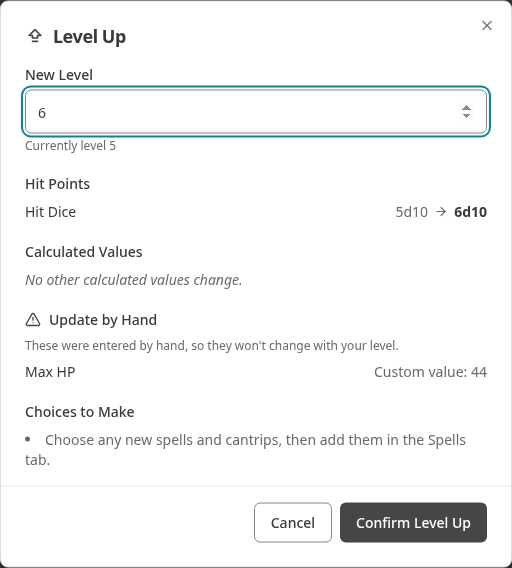 Level Up
New Level
6
Currently level 5
Hit Points
Hit Dice 5d10 → 6d10
Calculated Values
No other calculated values change.
Update by Hand
These were entered by hand, so they won't change with your level.
Max HP Custom value: 44
Choices to Make
• Choose any new spells and cantrips, then add them in the Spells
tab.
Cancel Confirm Level Up